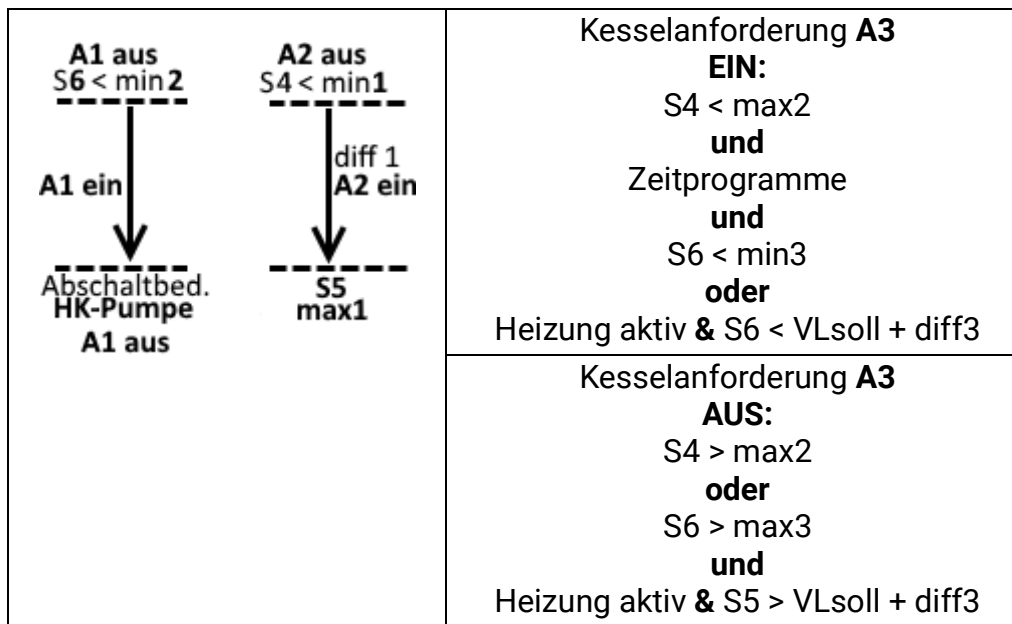 A1 aus
S6 < min2
A1 ein
Abschaltbed.
HK-Pumpe
A1 aus
A2 aus
S4 < min1
diff 1
A2 ein
S5
max1
Kesselanforderung A3
EIN:
S4 < max2
und
Zeitprogramme
und
S6 < min3
oder
Heizung aktiv & S6 < VLsoll + diff3
Kesselanforderung A3
AUS:
S4 > max2
oder
S6 > max3
und
Heizung aktiv & S5 > VLsoll + diff3